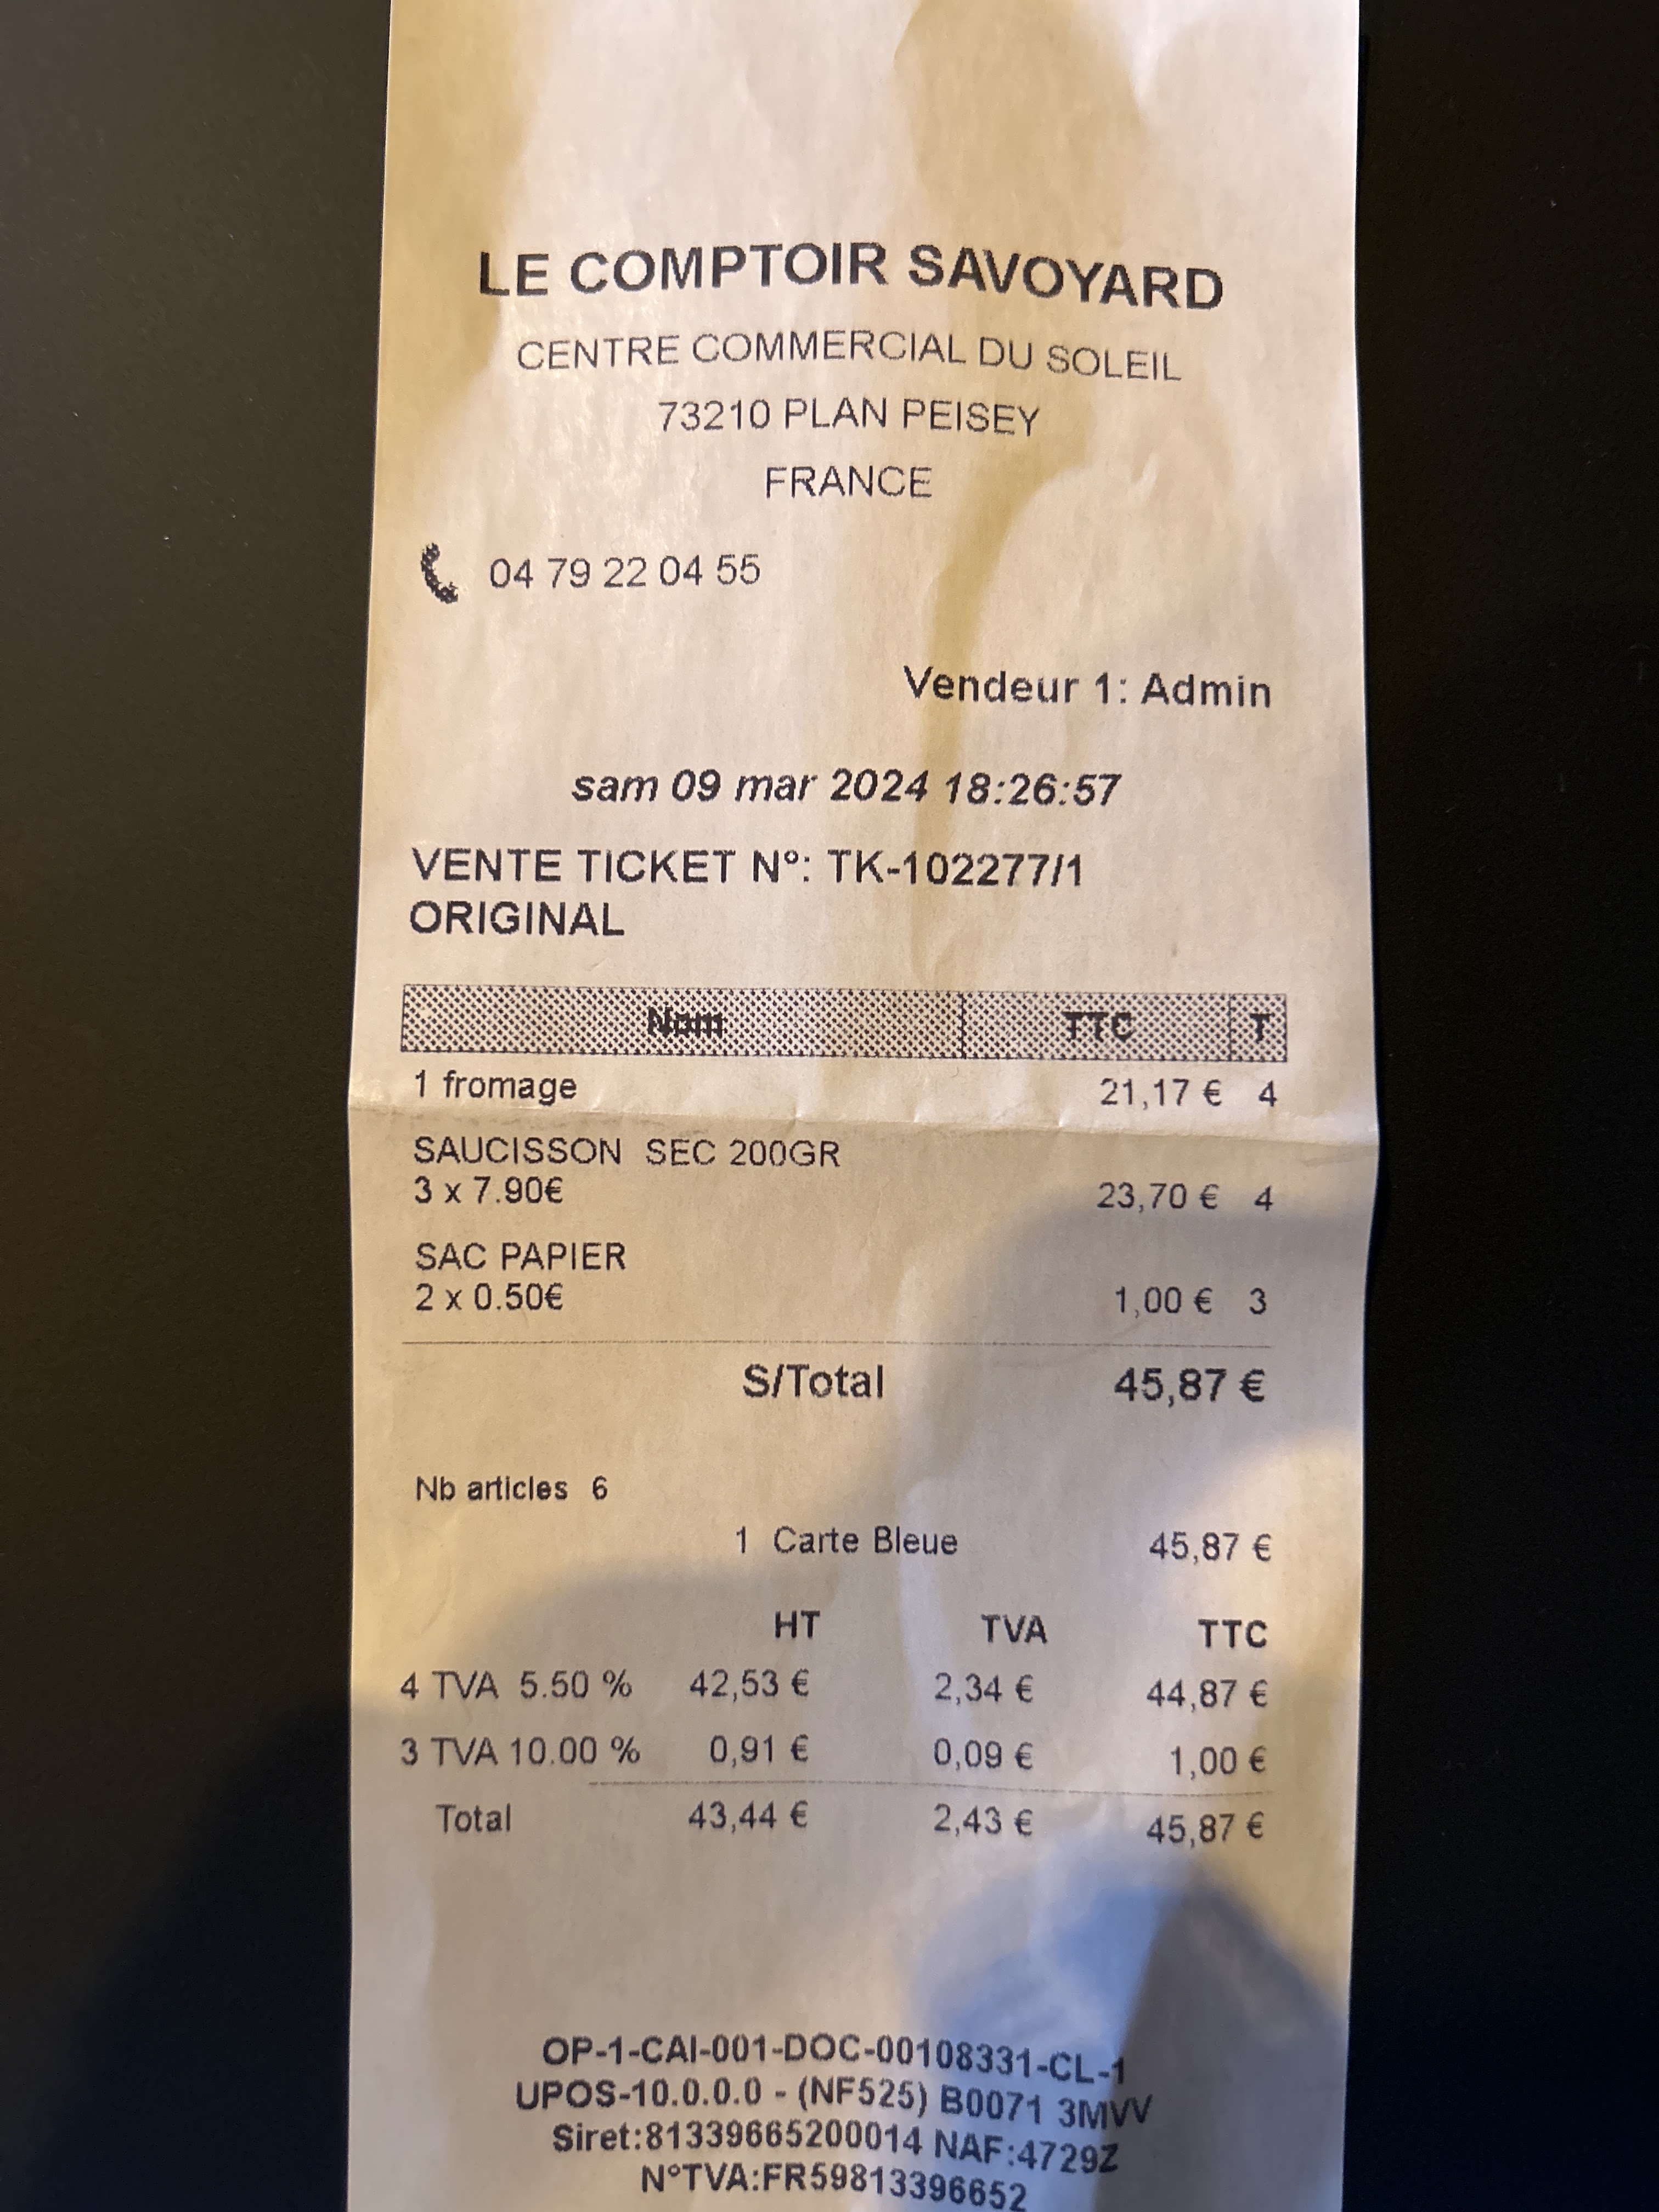 LE COMPTOIR SAVOYARD
CENTRE COMMERCIAL DU SOLEIL
73210 PLAN PEISEY
FRANCE
04 79 22 04 55
Vendeur 1: Admin
sam 09 mar 2024 18:26:57
VENTE TICKET N°: TK-102277/1
ORIGINAL
Nom TTC T
1 fromage 21,17 € 4
SAUCISSON SEC 200GR
3 x 7.90€ 23,70 € 4
SAC PAPIER
2 x 0.50€ 1,00 € 3
S/Total 45,87 €
Nb articles 6
1 Carte Bleue 45,87 €
HT TVA TTC
4 TVA 5.50 % 42,53 € 2,34 € 44,87 €
3 TVA 10.00 % 0,91 € 0,09 € 1,00 €
Total 43,44 € 2,43 € 45,87 €
OP-1-CAI-001-DOC-00108331-CL-1
UPOS-10.0.0.0 - (NF525) B0071 3MVV
Siret:81339665200014 NAF:4729Z
N°TVA:FR59813396652